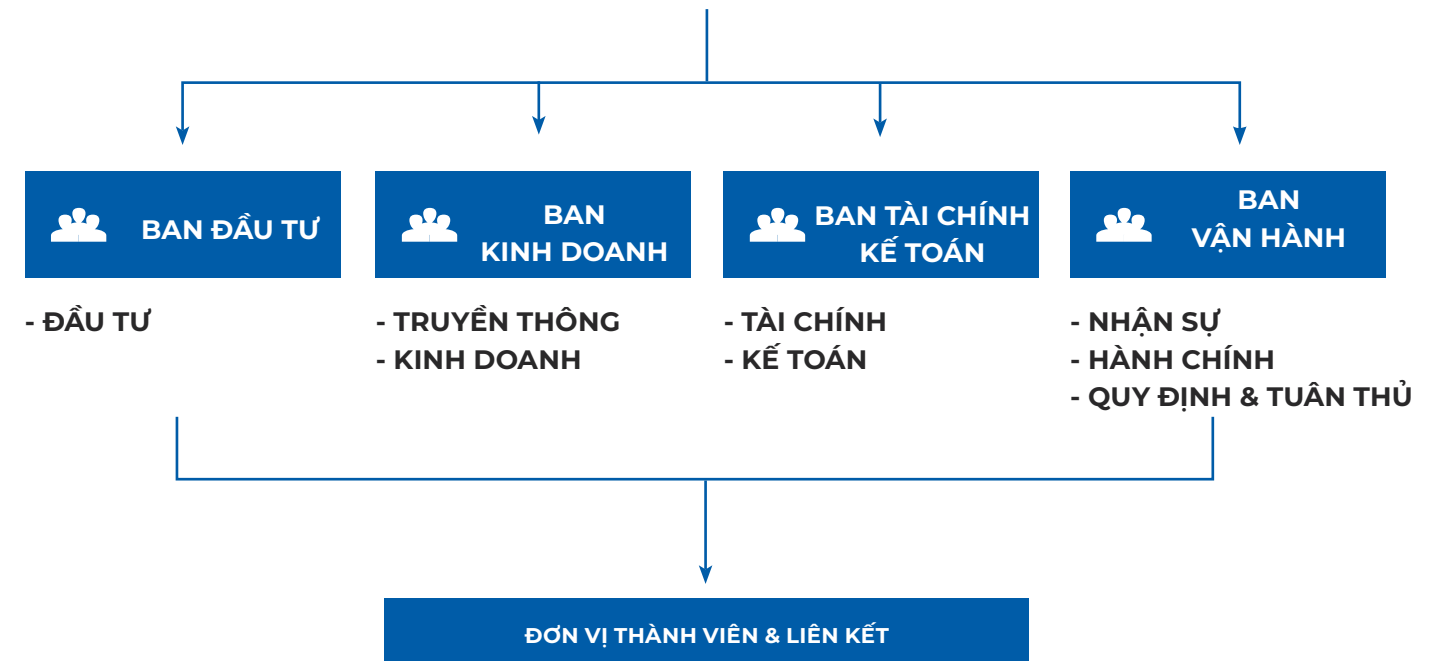 BAN ĐẦU TƯ
- ĐẦU TƯ
BAN
KINH DOANH
- TRUYỀN THÔNG
- KINH DOANH
BAN TÀI CHÍNH
KẾ TOÁN
- TÀI CHÍNH
- KẾ TOÁN
BAN
VẬN HÀNH
- NHẬN SỰ
- HÀNH CHÍNH
- QUY ĐỊNH & TUÂN THỦ
ĐƠN VỊ THÀNH VIÊN & LIÊN KẾT